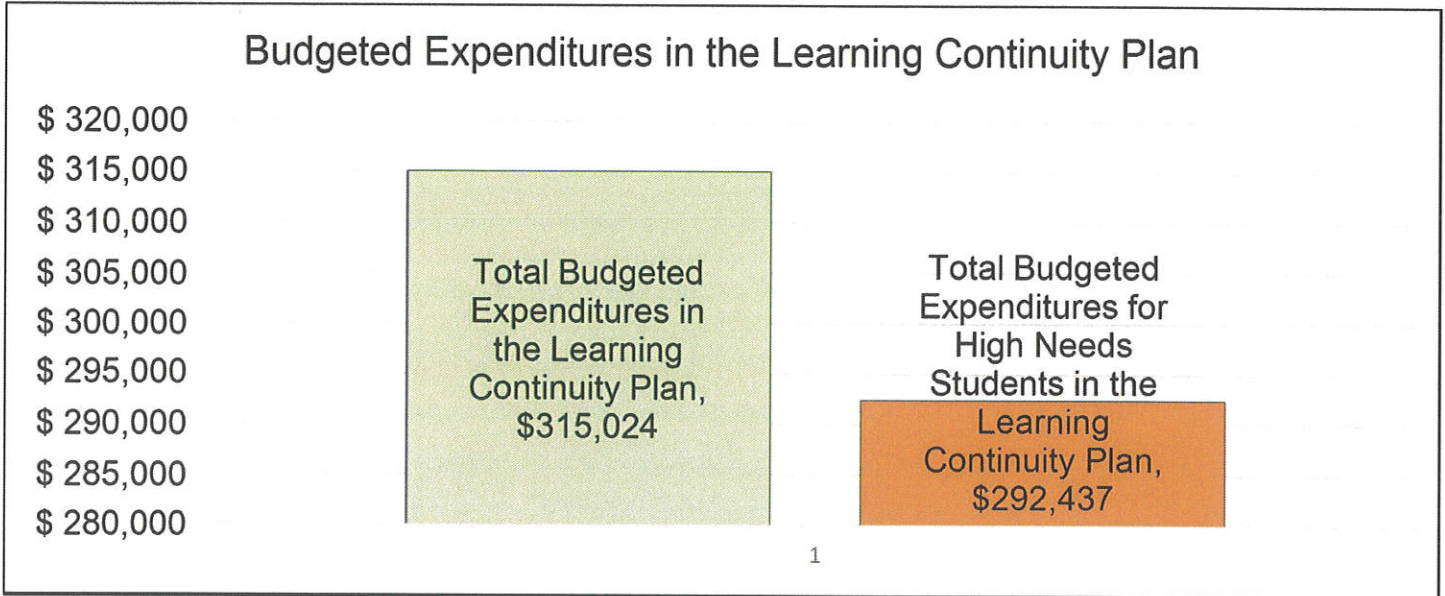 Budgeted Expenditures in the Learning Continuity Plan
$ 320,000
$ 315,000
$ 310,000
$ 305,000
$ 300,000
$ 295,000
$ 290,000
$ 285,000
$ 280,000
Total Budgeted
Expenditures in
the Learning
Continuity Plan,
$315,024
Total Budgeted
Expenditures for
High Needs
Students in the
Learning
Continuity Plan,
$292,437
1